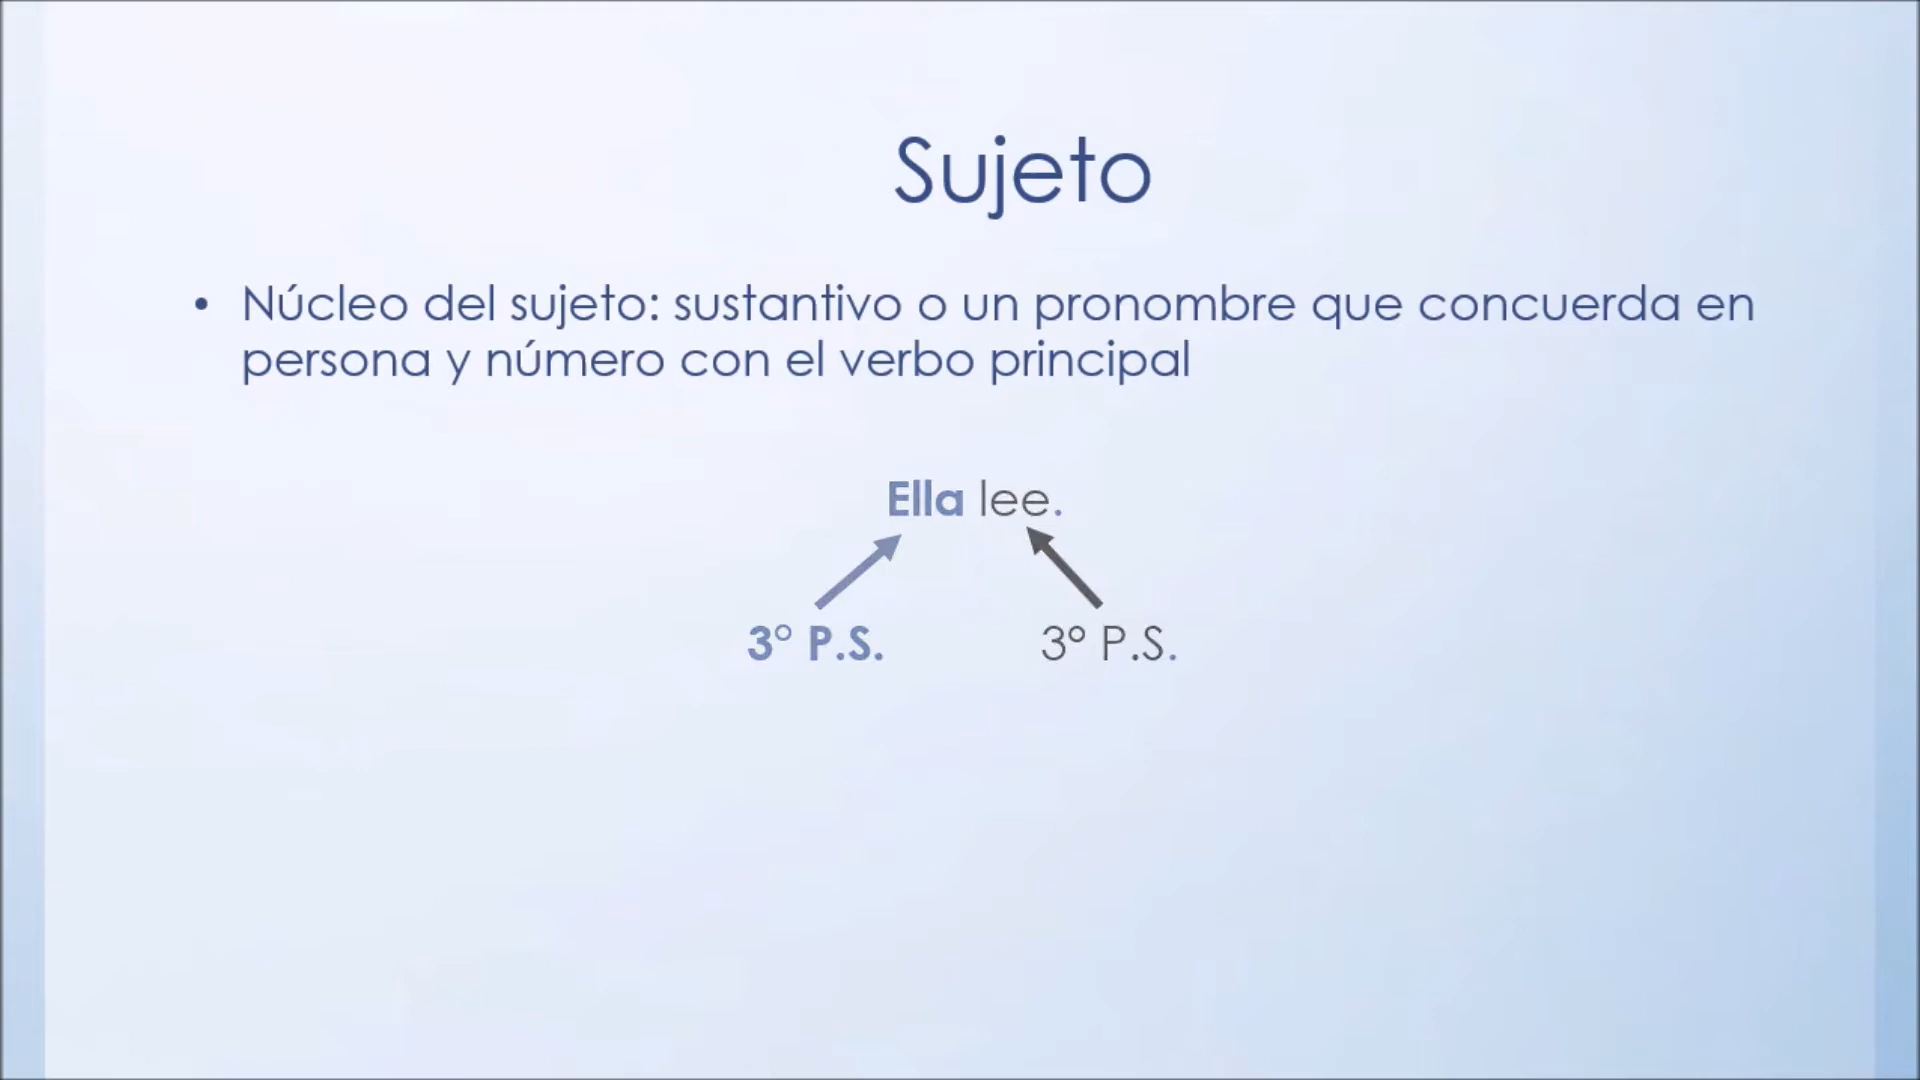 Sujeto
• Núcleo del sujeto: sustantivo o un pronombre que concuerda en
persona y número con el verbo principal
Ella lee.
3° P.S. 3º P.S.